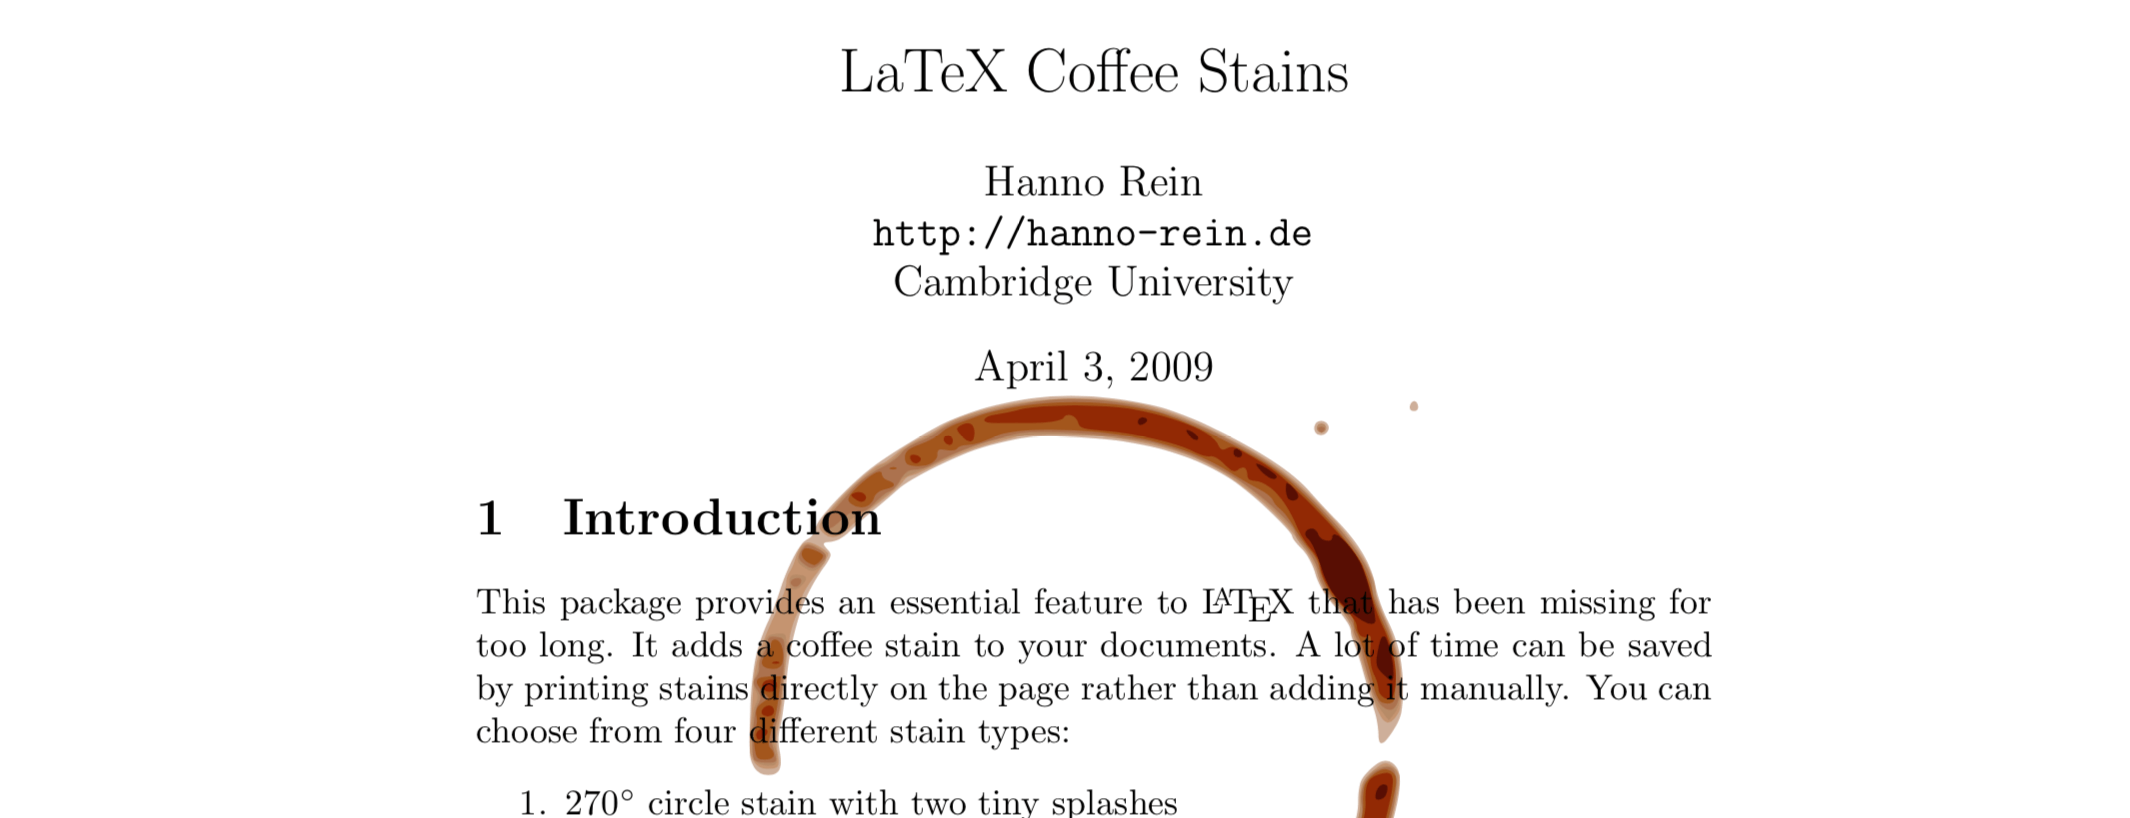 LaTeX Coffee Stains
Hanno Rein
http://hanno-rein.de
Cambridge University
April 3, 2009
1 Introduction
This package provides an essential feature to LATEX that has been missing for
too long. It adds a coffee stain to your documents. A lot of time can be saved
by printing stains directly on the page rather than adding it manually. You can
choose from four different stain types:
1. 270° circle stain with two tiny splashes